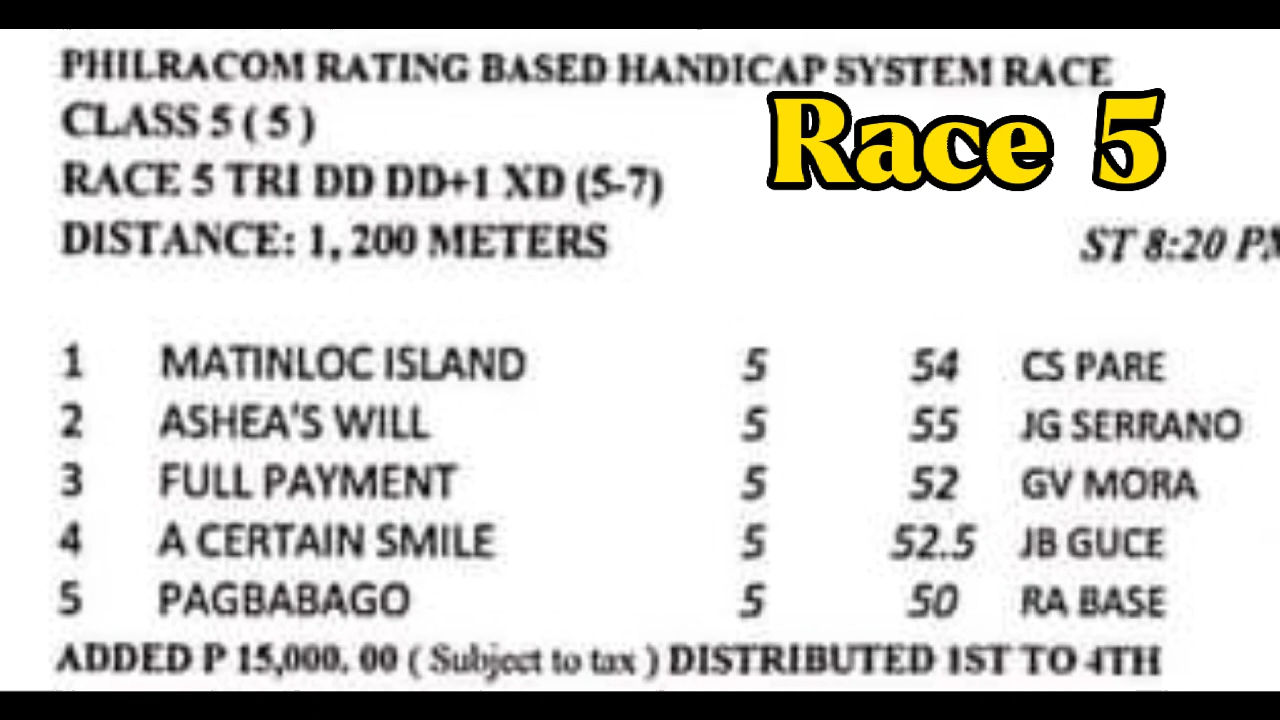 PHILRACOM RATING BASED HANDICAP SYSTEM RACE
CLASS 5 ( 5 )
Race 5
RACE 5 TRI DD DD+1 XD (5-7)
DISTANCE: 1, 200 METERS
ST 8:20 PM
1 MATINLOC ISLAND 5 54 CS PARE
2 ASHEA'S WILL 5 55 JG SERRANO
3 FULL PAYMENT 5 52 GV MORA
4 A CERTAIN SMILE 5 52.5 JB GUCE
5 PAGBABAGO 5 50 RA BASE
ADDED P 15,000. 00 ( Subject to tax ) DISTRIBUTED 1ST TO 4TH